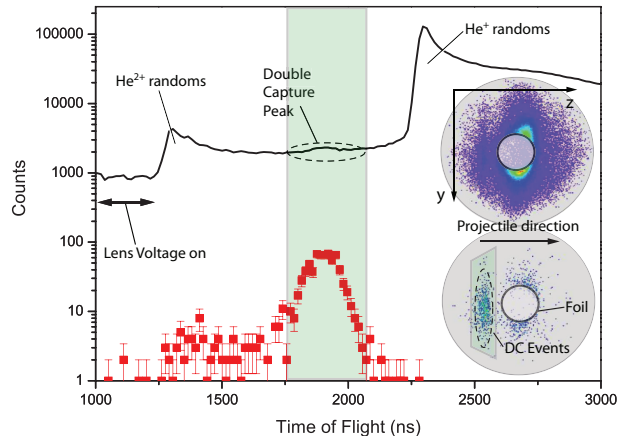 100000
10000
1000
100
10
1
Counts
He²⁺ randoms
Double
Capture
Peak
He⁺ randoms
z
y
Lens Voltage on
Projectile direction
Foil
DC Events
1000
1500
2000
2500
3000
Time of Flight (ns)